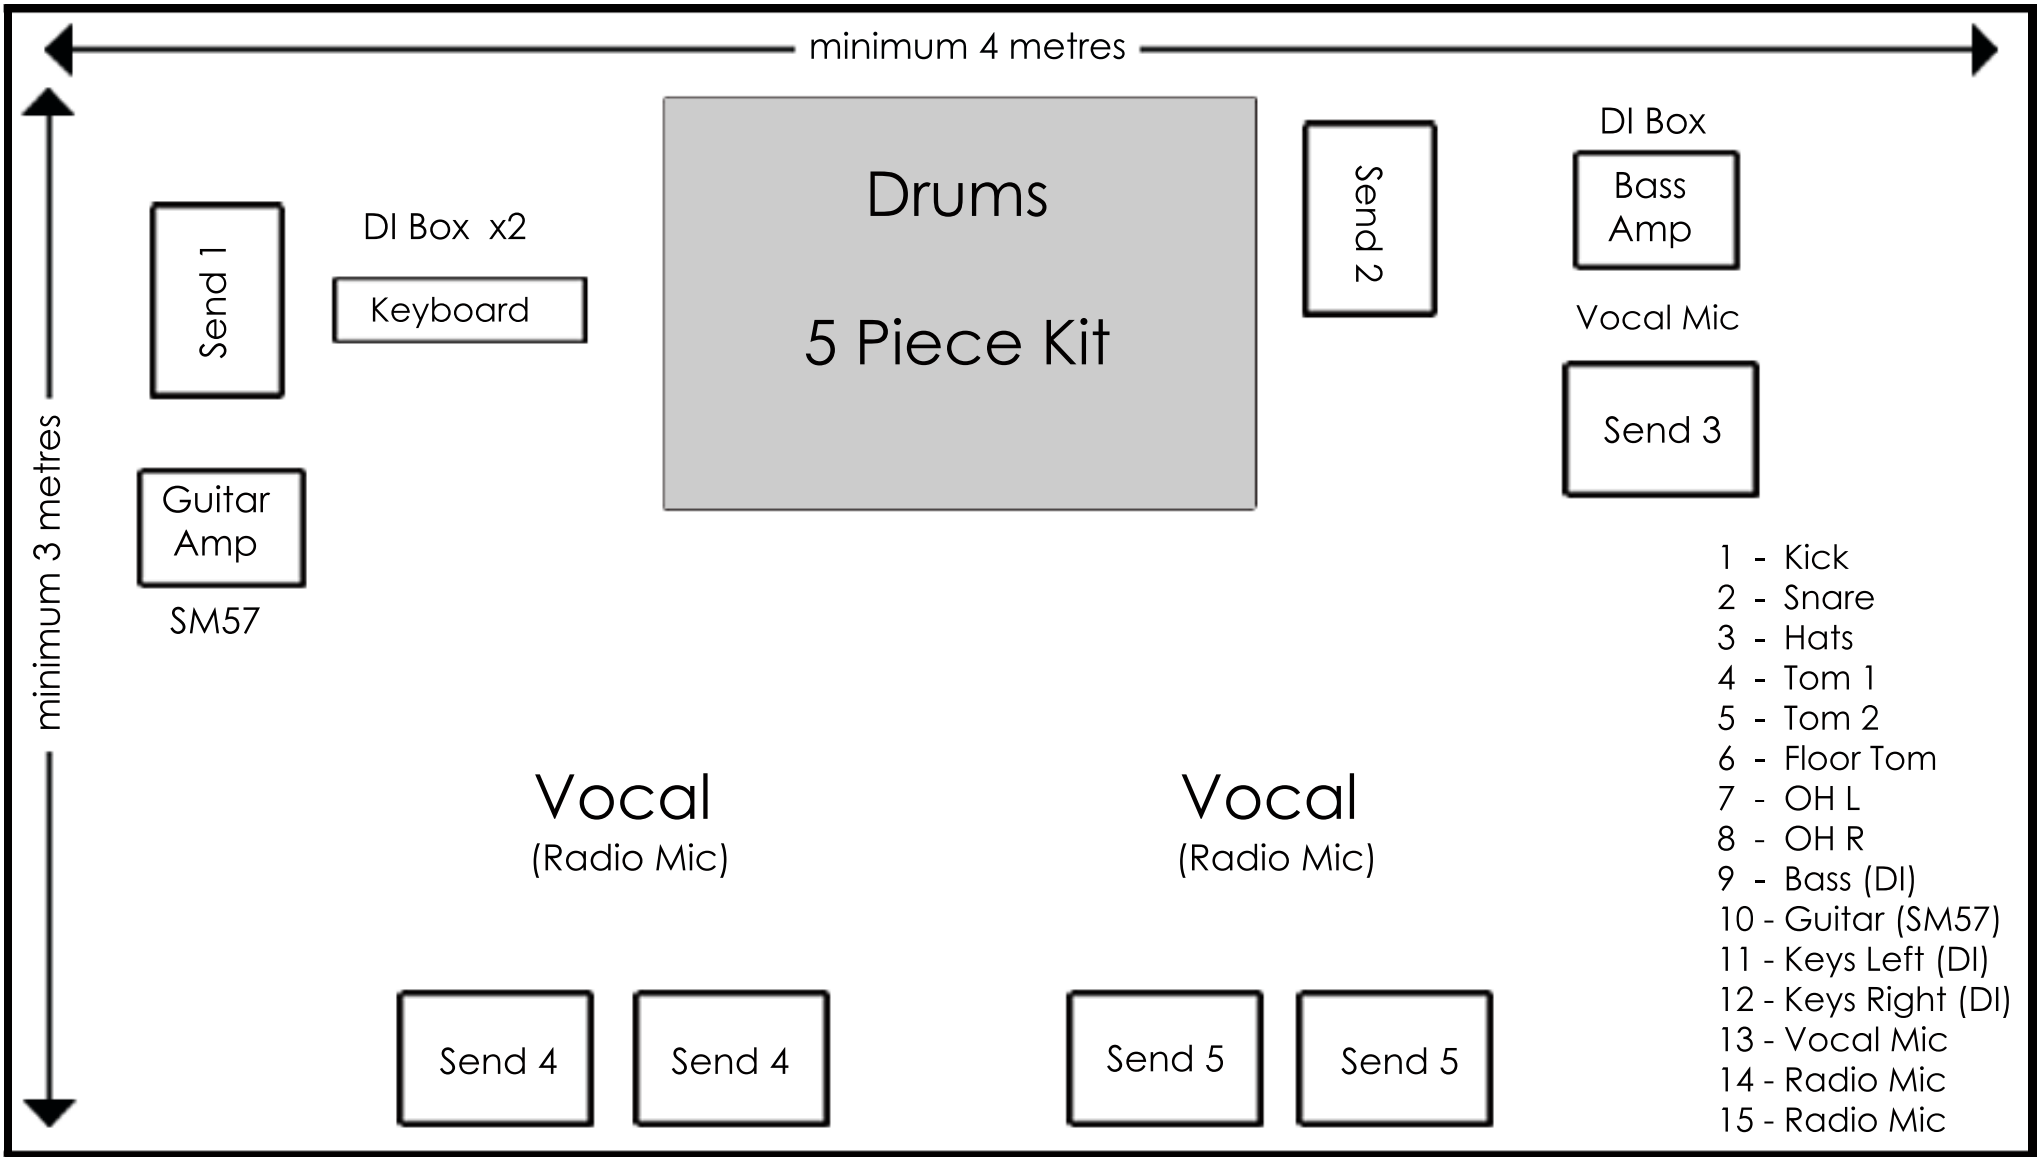 minimum 4 metres
minimum 3 metres
Send 1
DI Box x2
Keyboard
Guitar
Amp
SM57
Drums
5 Piece Kit
Send 2
DI Box
Bass
Amp
Vocal Mic
Send 3
Vocal
(Radio Mic)
Vocal
(Radio Mic)
Send 4
Send 4
Send 5
Send 5
1 - Kick
2 - Snare
3 - Hats
4 - Tom 1
5 - Tom 2
6 - Floor Tom
7 - OH L
8 - OH R
9 - Bass (DI)
10 - Guitar (SM57)
11 - Keys Left (DI)
12 - Keys Right (DI)
13 - Vocal Mic
14 - Radio Mic
15 - Radio Mic